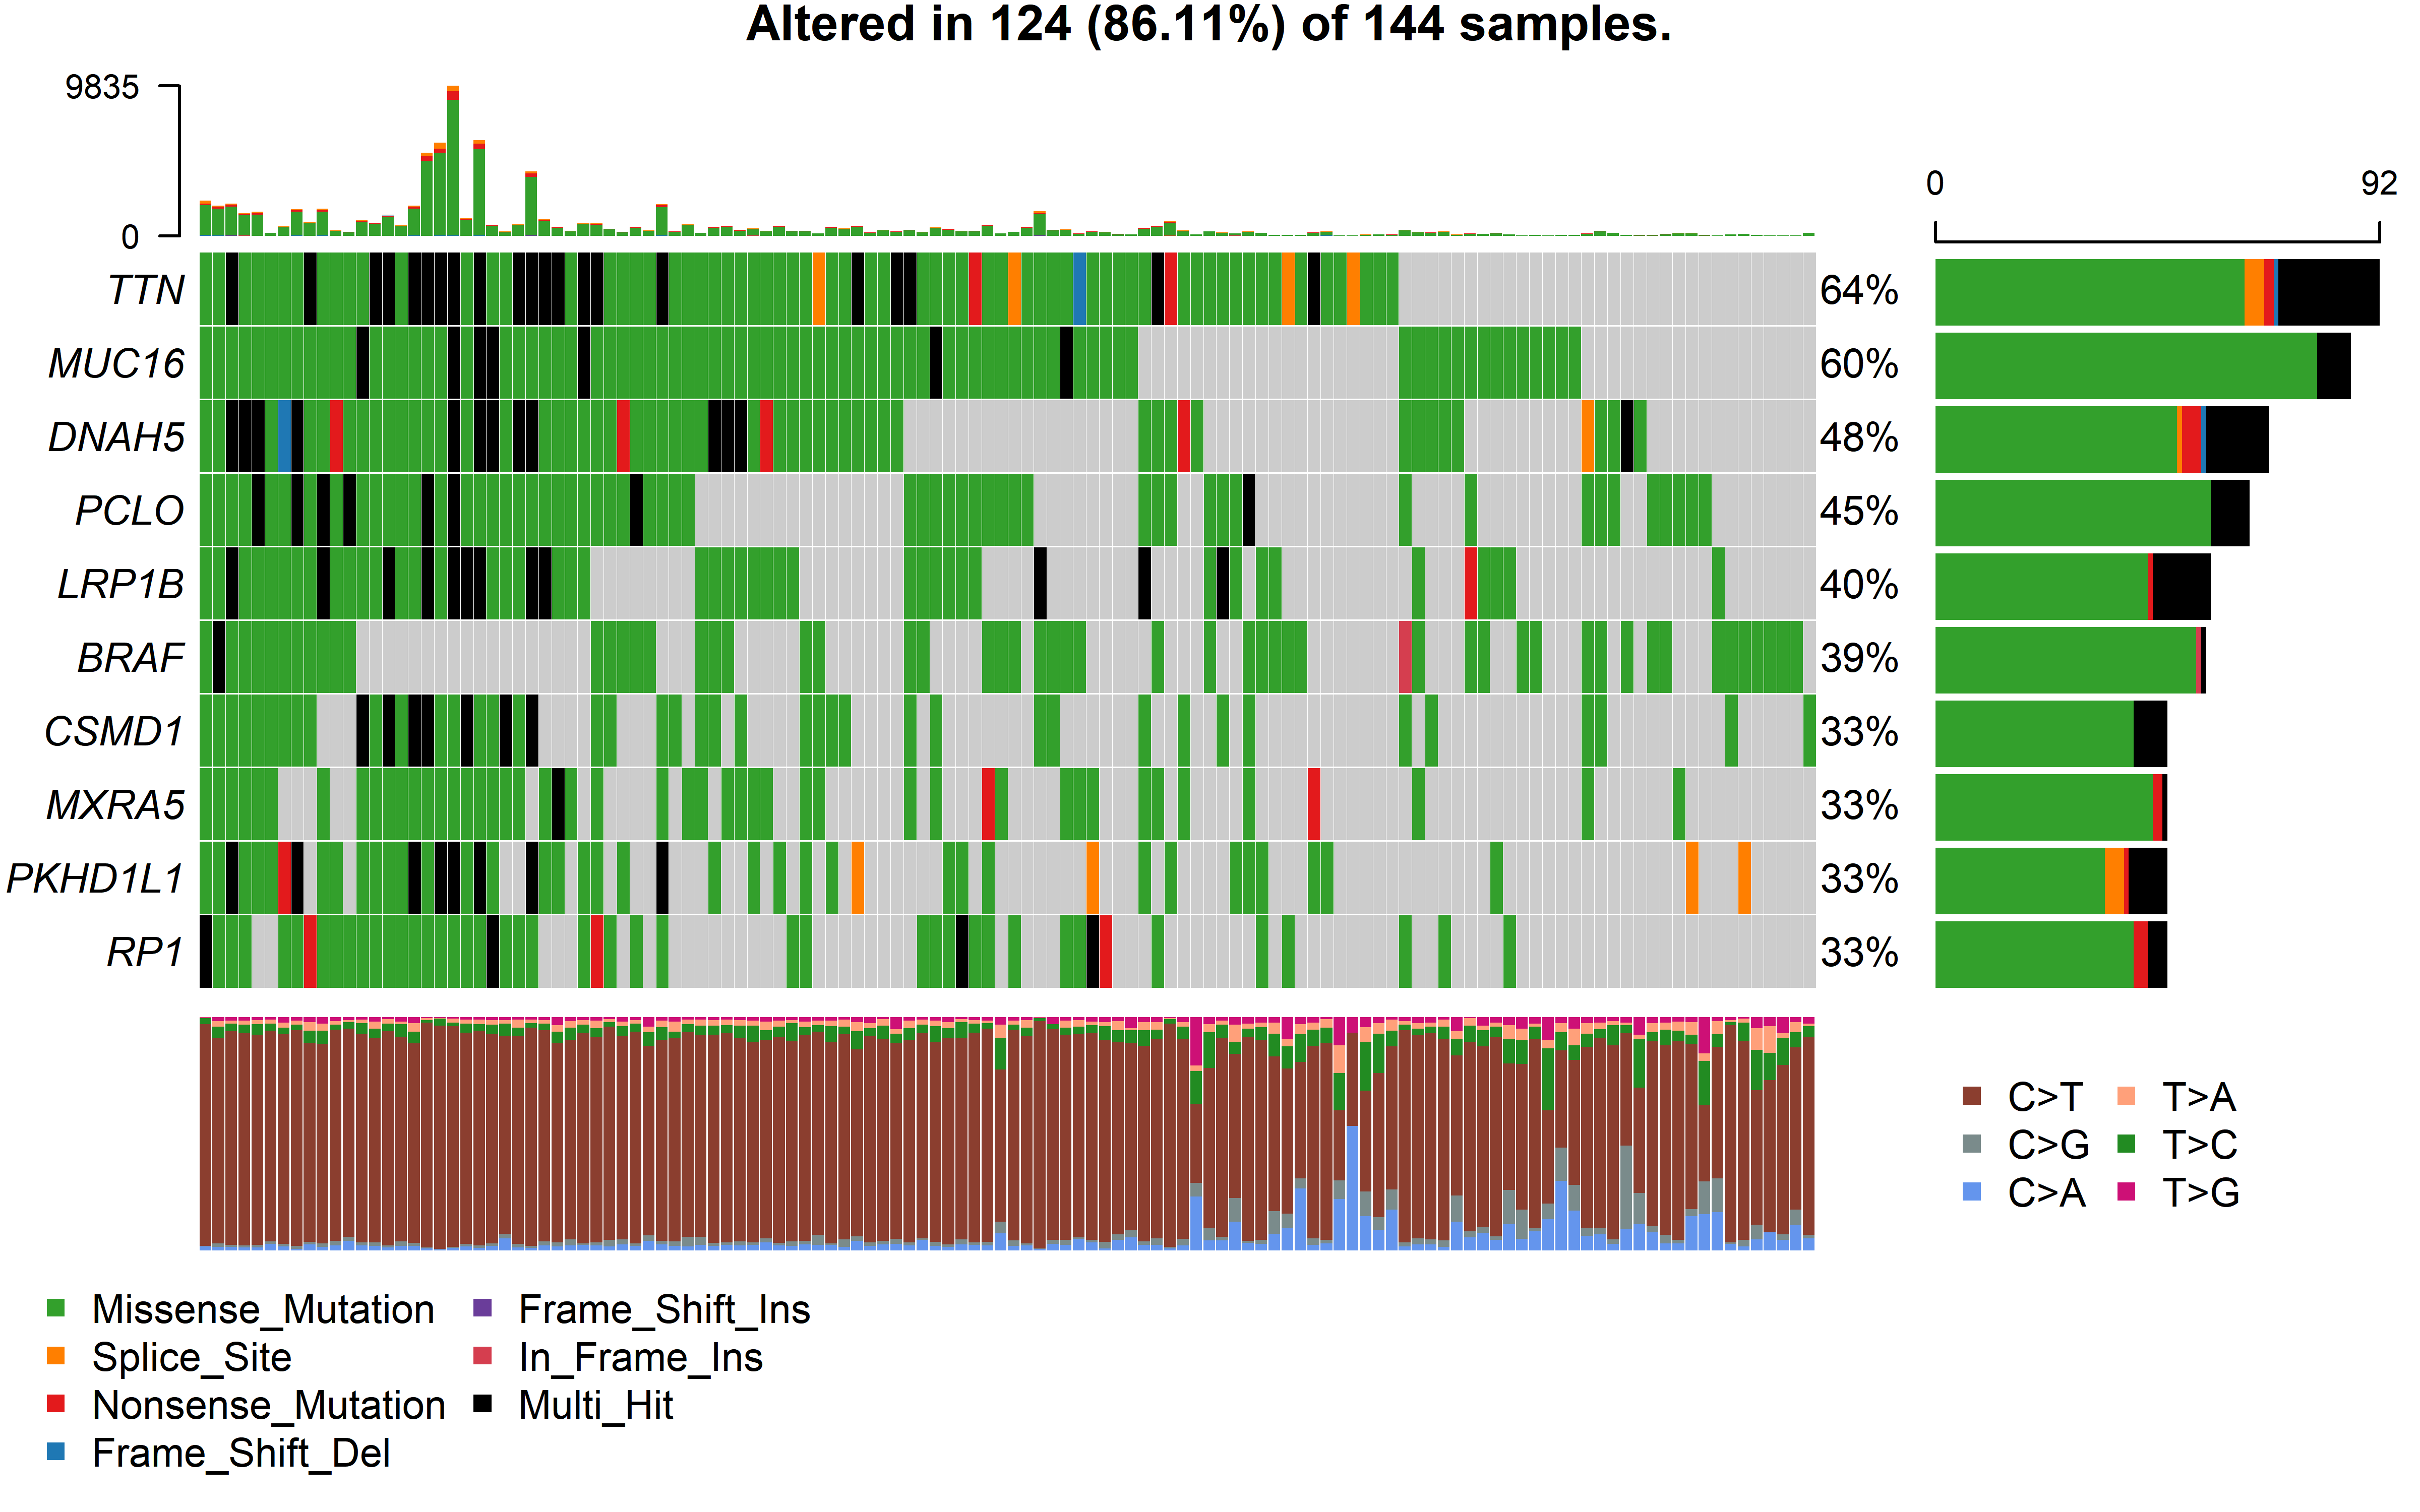 Altered in 124 (86.11%) of 144 samples.
9835
0
0 92
TTN 64%
MUC16 60%
DNAH5 48%
PCLO 45%
LRP1B 40%
BRAF 39%
CSMD1 33%
MXRA5 33%
PKHD1L1 33%
RP1 33%
C>T T>A
C>G T>C
C>A T>G
Missense_Mutation Frame_Shift_Ins
Splice_Site In_Frame_Ins
Nonsense_Mutation Multi_Hit
Frame_Shift_Del